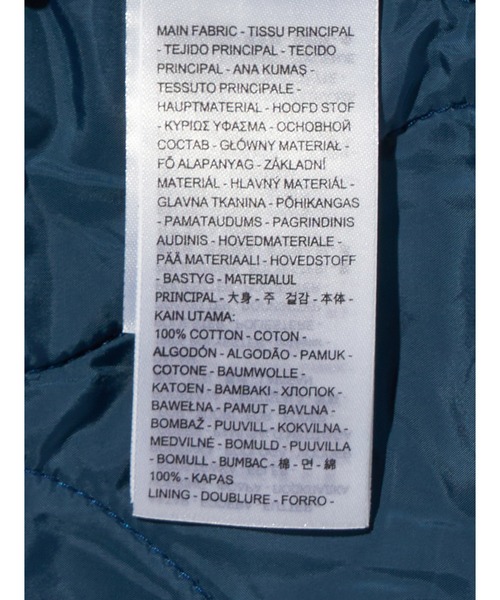 MAIN FABRIC - TISSU PRINCIPAL
- TEJIDO PRINCIPAL - TECIDO
PRINCIPAL - ANA KUMAŞ -
TESSUTO PRINCIPALE -
HAUPTMATERIAL - HOOFD STOF
- ΚΥΡΙΩΣ ΥΦΑΣΜΑ - ОСНОВНОЙ
СОСТАВ - GŁÓWNY MATERIAŁ -
FŐ ALAPANYAG - ZÁKLADNÍ
MATERIÁL - HLAVNÝ MATERIÁL -
GLAVNA TKANINA - PÕHIKANGAS
- PAMATAUDUMS - PAGRINDINIS
AUDINIS - HOVEDMATERIALE -
PÄÄ MATERIAALI - HOVEDSTOFF
- BASTYG - MATERIALUL
PRINCIPAL - 大身 - 주 겉감 - 本体 -
KAIN UTAMA:
100% COTTON - COTON -
ALGODÓN - ALGODÃO - PAMUK -
COTONE - BAUMWOLLE -
KATOEN - BAMBAKI - ХЛОПОК -
BAWEŁNA - PAMUT - BAVLNA -
BOMBAŽ - PUUVILL - KOKVILNA -
MEDVILNĖ - BOMULD - PUUVILLA
- BOMULL - BUMBAC - 棉 - 면 - 綿
100% - KAPAS
LINING - DOUBLURE - FORRO -